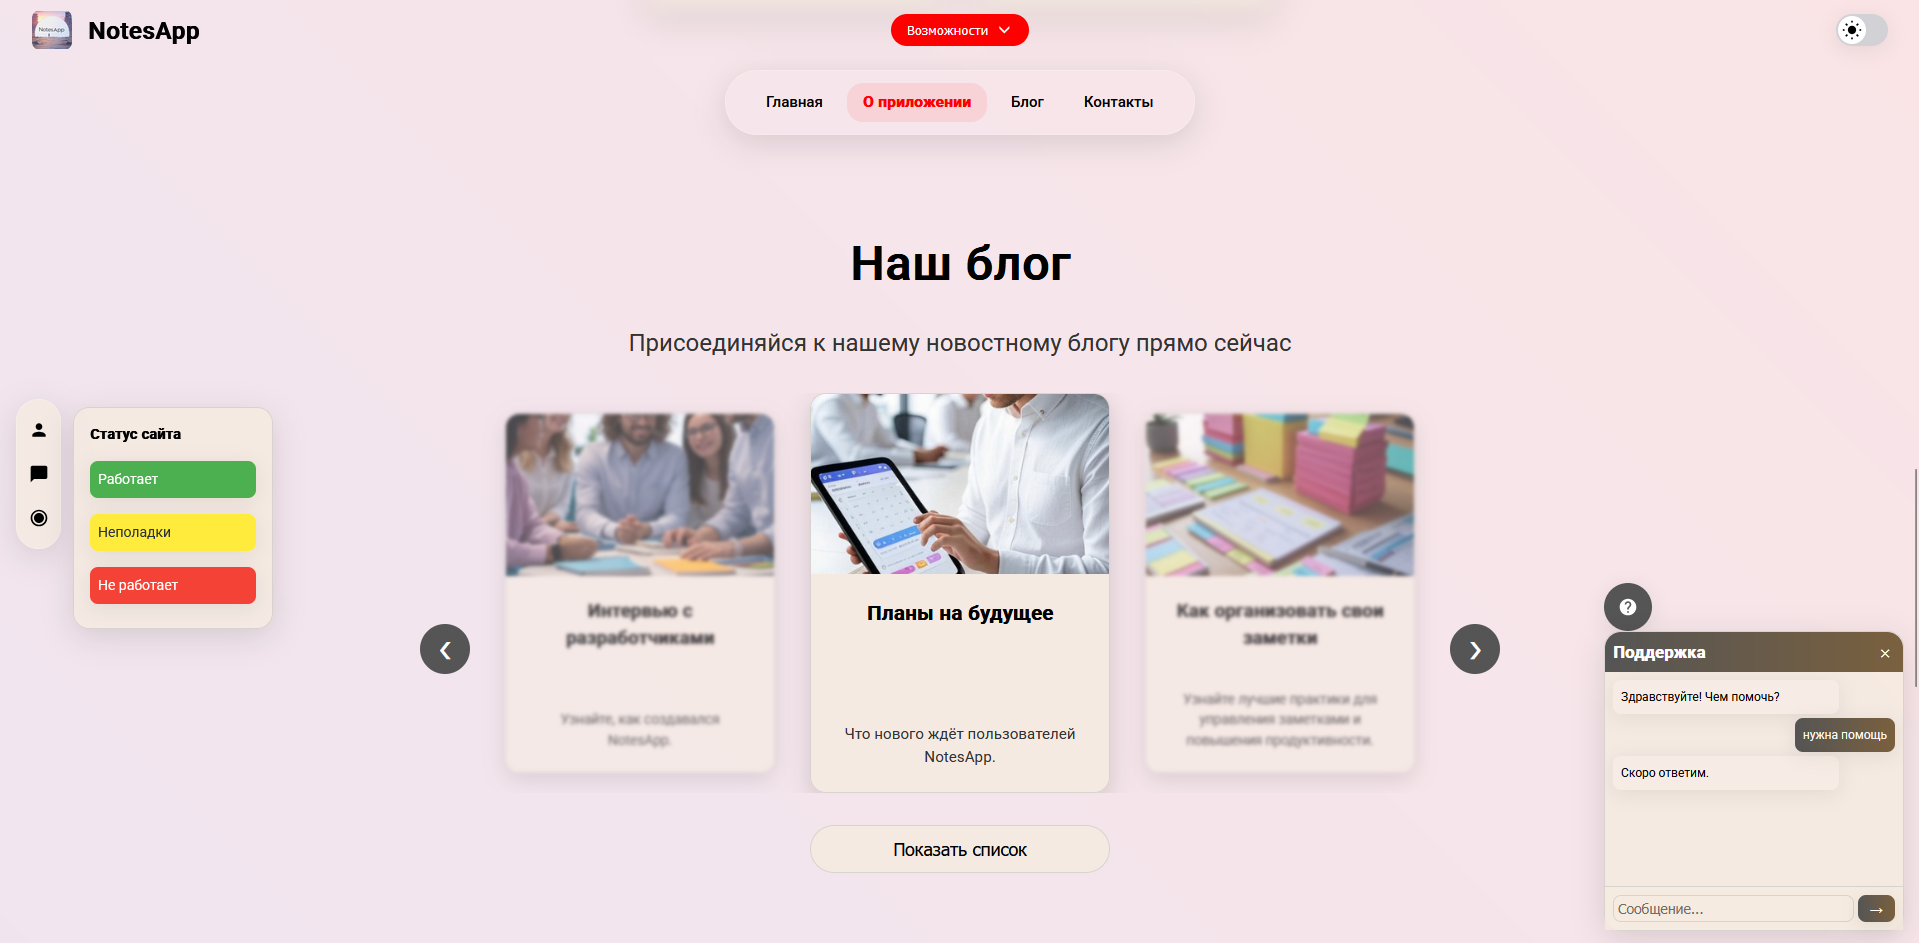 NotesApp
NotesApp
Возможности
Главная
О приложении
Блог
Контакты
Наш блог
Присоединяйся к нашему новостному блогу прямо сейчас
Статус сайта
Работает
Неполадки
Не работает
Интервью с
разработчиками
Узнайте, как создавался
NotesApp.
Планы на будущее
Что нового ждёт пользователей
NotesApp.
Как организовать свои
заметки
Узнайте лучшие практики для
управления заметками и
повышения продуктивности.
Показать список
Поддержка
Здравствуйте! Чем помочь?
нужна помощь
Скоро ответим.
Сообщение...